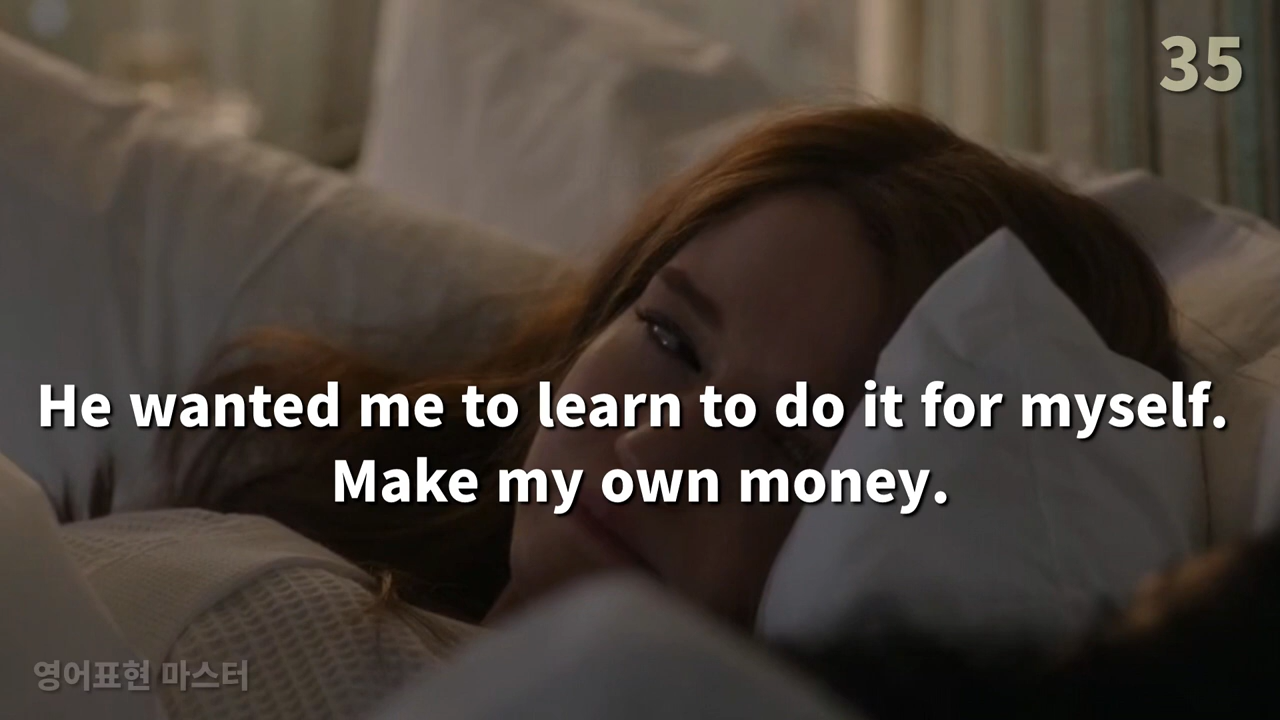 35
He wanted me to learn to do it for myself.
Make my own money.
영어표현 마스터